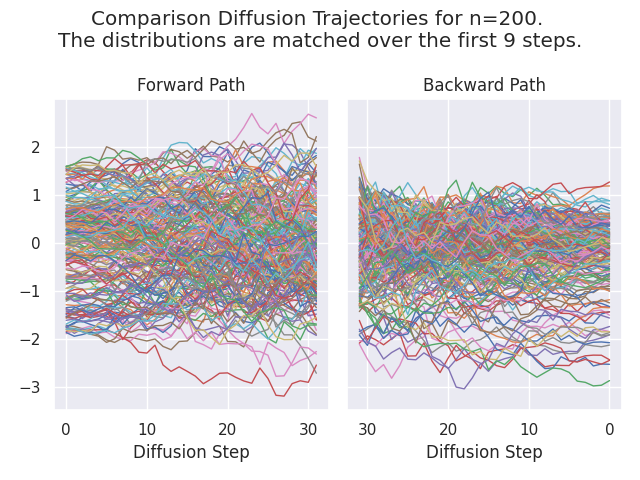 Comparison Diffusion Trajectories for n=200.
The distributions are matched over the first 9 steps.
Forward Path
Backward Path
2
1
0
−1
−2
−3
0 10 20 30
30 20 10 0
Diffusion Step
Diffusion Step